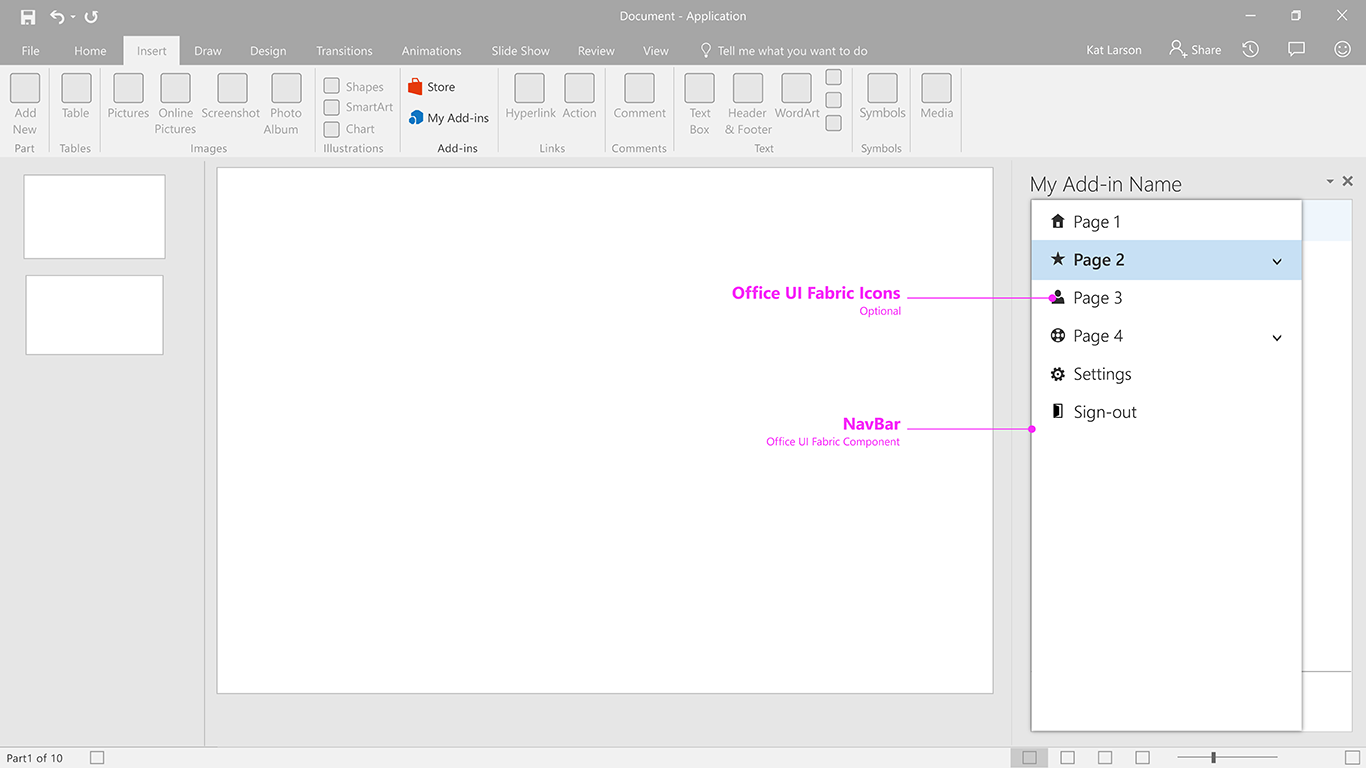 Document - Application
File Home Insert Draw Design Transitions Animations Slide Show Review View Tell me what you want to do Kat Larson Share
Add New
Table
Pictures
Online Pictures
Screenshot
Photo Album
Shapes
SmartArt
Chart
Store
My Add-ins
Hyperlink
Action
Comment
Text Box
Header & Footer
WordArt
Symbols
Media
Part Tables Images Illustrations Add-ins Links Comments Text Symbols
My Add-in Name
Page 1
Page 2
Office UI Fabric Icons
Optional
Page 3
Page 4
Settings
Sign-out
NavBar
Office UI Fabric Component
Part1 of 10